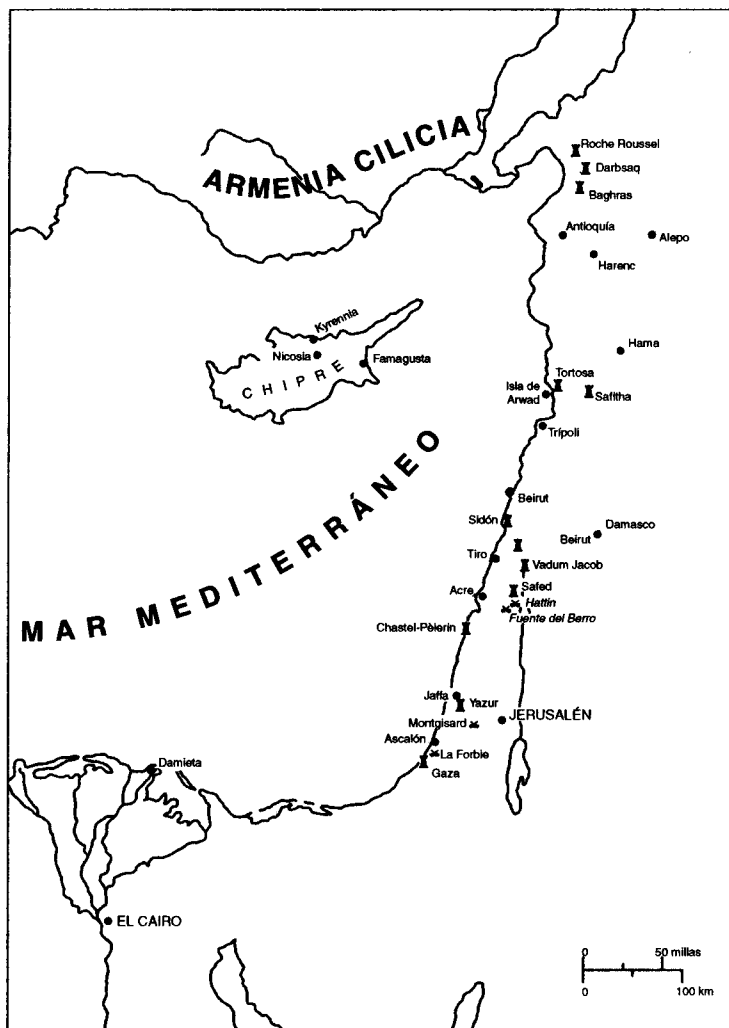 ARMENIA CILICIA
Roche Roussel
Darbsaq
Baghras
Antioquía
Alepo
Harenc
Kyrennia
Nicosia
Famagusta
CHIPRE
Hama
Tortosa
Isla de
Arwad
Safitha
Trípoli
MAR MEDITERRÁNEO
Beirut
Sidón
Damasco
Beirut
Tiro
Vadum Jacob
Safed
Acre
Hattin
Fuente del Berro
Chastel-Pèlerin
Jaffa
Yazur
JERUSALÉN
Montgisard
Ascalón
La Forbie
Gaza
Damieta
EL CAIRO
0 50 millas
0 100 km